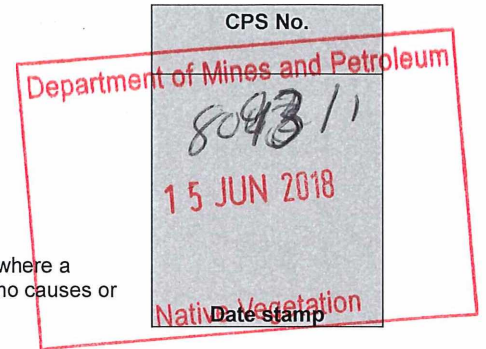 CPS No.
Department of Mines and Petroleum
15 JUN 2018
where a
no causes or
Native Vegetation
Date stamp